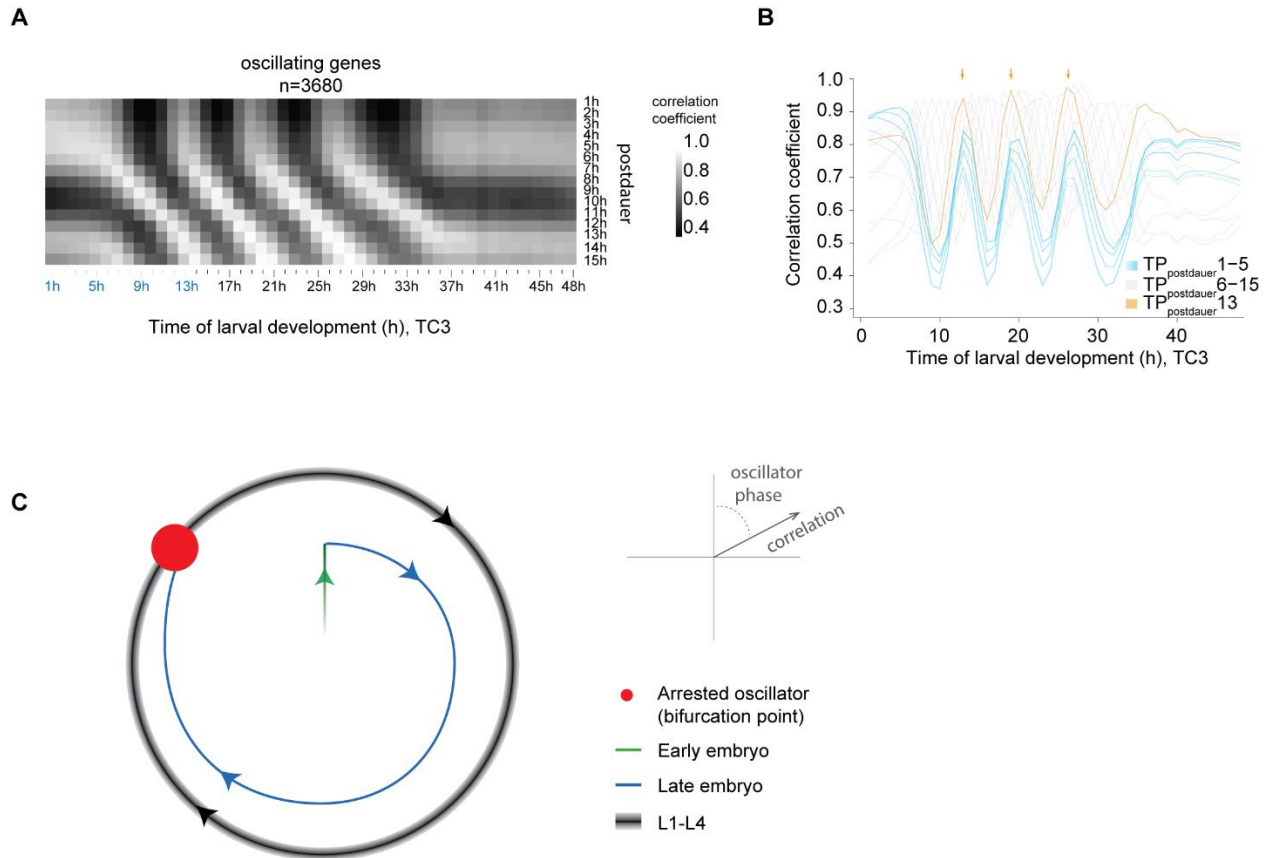 A
oscillating genes
n=3680
1h
2h
3h
4h
5h
6h
7h
8h
9h
10h
11h
12h
13h
14h
15h
postdauer
correlation
coefficient
1.0
0.8
0.6
0.4
1h 5h 9h 13h 17h 21h 25h 29h 33h 37h 41h 45h 48h
Time of larval development (h), TC3
B
1.0
0.9
0.8
0.7
0.6
0.5
0.4
0.3
Correlation coefficient
TPpostdauer1−5
TPpostdauer6−15
TPpostdauer13
0 10 20 30 40
Time of larval development (h), TC3
C
oscillator
phase
correlation
Arrested oscillator
(bifurcation point)
Early embryo
Late embryo
L1-L4